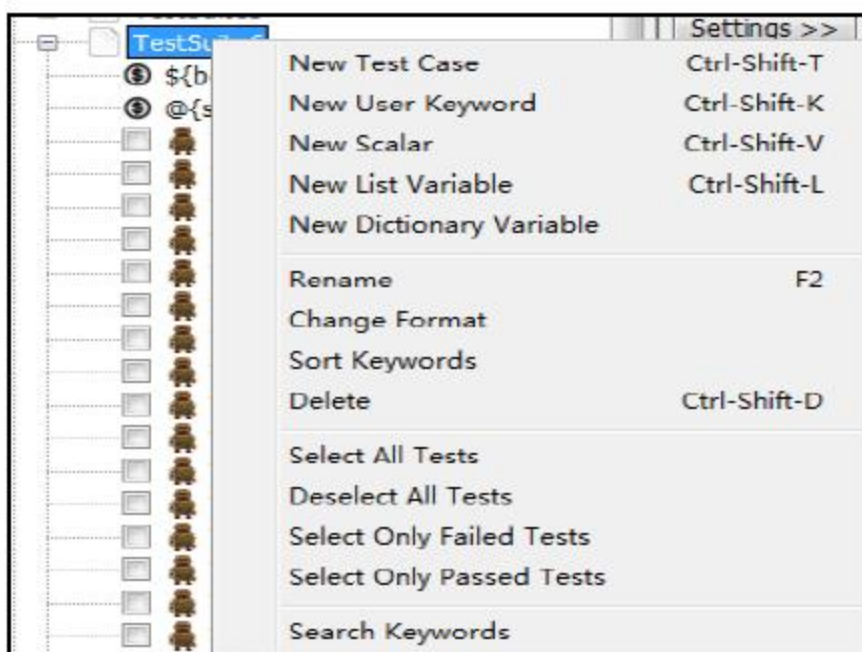 Settings >>
TestSu
${b
@{s
New Test Case Ctrl-Shift-T
New User Keyword Ctrl-Shift-K
New Scalar Ctrl-Shift-V
New List Variable Ctrl-Shift-L
New Dictionary Variable
Rename F2
Change Format
Sort Keywords
Delete Ctrl-Shift-D
Select All Tests
Deselect All Tests
Select Only Failed Tests
Select Only Passed Tests
Search Keywords